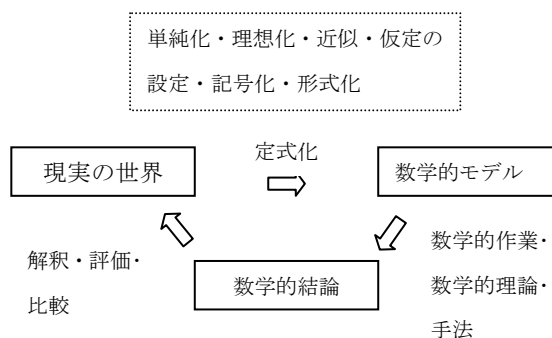 単純化・理想化・近似・仮定の
設定・記号化・形式化
定式化
現実の世界
数学的モデル
解釈・評価・
比較
数学的結論
数学的作業・
数学的理論・
手法